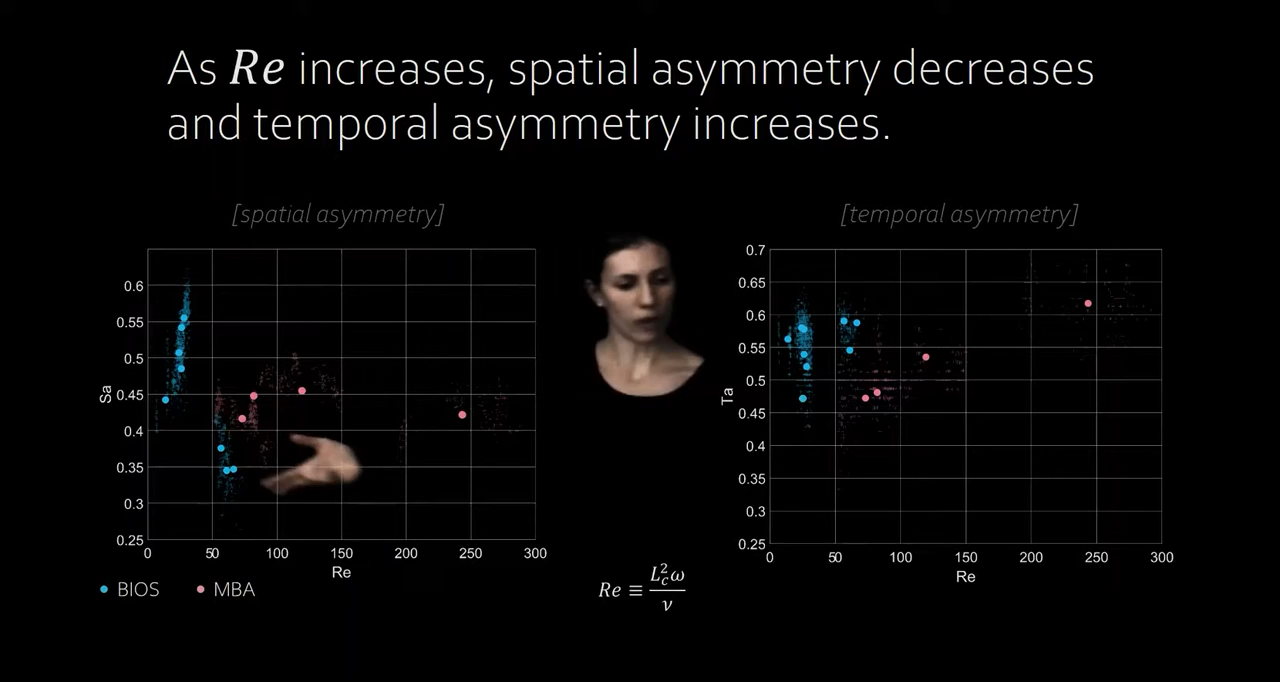 As Re increases, spatial asymmetry decreases
and temporal asymmetry increases.
[spatial asymmetry]
0.6
0.55
0.5
0.45
0.4
0.35
0.3
0.25
Sa
0 50 100 150 200 250 300
Re
BIOS MBA
Re ≡ L_c^2 ω / ν
[temporal asymmetry]
0.7
0.65
0.6
0.55
0.5
0.45
0.4
0.35
0.3
0.25
Ta
0 50 100 150 200 250 300
Re